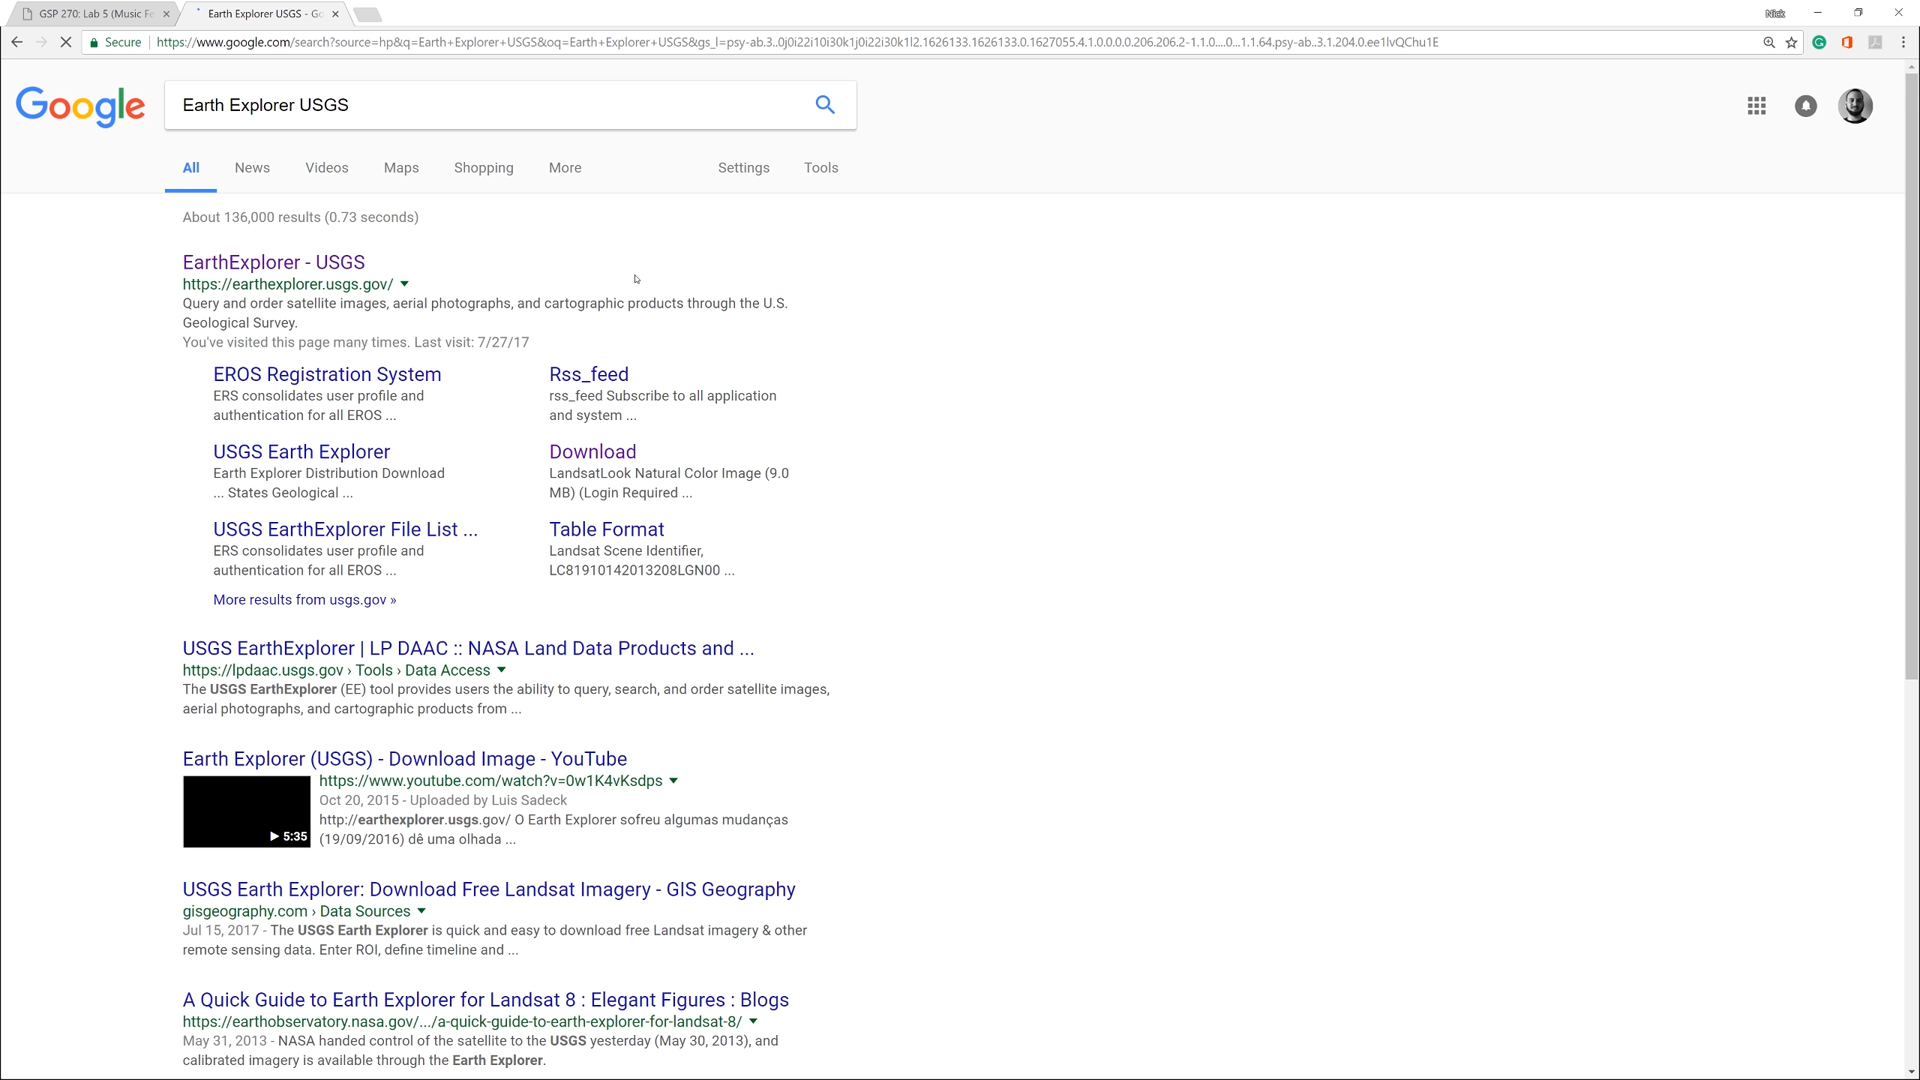 GSP 270: Lab 5 (Music Fe
Earth Explorer USGS - Go
Nick
Secure
https://www.google.com/search?source=hp&q=Earth+Explorer+USGS&oq=Earth+Explorer+USGS&gs_l=psy-ab.3..0j0i22i10i30k1j0i22i30k1l2.1626133.1626133.0.1627055.4.1.0.0.0.0.206.206.2-1.1.0....0...1.1.64.psy-ab..3.1.204.0.ee1lvQChu1E
Google
Earth Explorer USGS
All News Videos Maps Shopping More Settings Tools
About 136,000 results (0.73 seconds)
EarthExplorer - USGS
https://earthexplorer.usgs.gov/
Query and order satellite images, aerial photographs, and cartographic products through the U.S.
Geological Survey.
You've visited this page many times. Last visit: 7/27/17
EROS Registration System
ERS consolidates user profile and
authentication for all EROS ...
Rss_feed
rss_feed Subscribe to all application
and system ...
USGS Earth Explorer
Earth Explorer Distribution Download
... States Geological ...
Download
LandsatLook Natural Color Image (9.0
MB) (Login Required ...
USGS EarthExplorer File List ...
ERS consolidates user profile and
authentication for all EROS ...
Table Format
Landsat Scene Identifier,
LC81910142013208LGN00 ...
More results from usgs.gov »
USGS EarthExplorer | LP DAAC :: NASA Land Data Products and ...
https://lpdaac.usgs.gov › Tools › Data Access
The USGS EarthExplorer (EE) tool provides users the ability to query, search, and order satellite images,
aerial photographs, and cartographic products from ...
Earth Explorer (USGS) - Download Image - YouTube
5:35
https://www.youtube.com/watch?v=0w1K4vKsdps
Oct 20, 2015 - Uploaded by Luis Sadeck
http://earthexplorer.usgs.gov/ O Earth Explorer sofreu algumas mudanças
(19/09/2016) dê uma olhada ...
USGS Earth Explorer: Download Free Landsat Imagery - GIS Geography
gisgeography.com › Data Sources
Jul 15, 2017 - The USGS Earth Explorer is quick and easy to download free Landsat imagery & other
remote sensing data. Enter ROI, define timeline and ...
A Quick Guide to Earth Explorer for Landsat 8 : Elegant Figures : Blogs
https://earthobservatory.nasa.gov/.../a-quick-guide-to-earth-explorer-for-landsat-8/
May 31, 2013 - NASA handed control of the satellite to the USGS yesterday (May 30, 2013), and
calibrated imagery is available through the Earth Explorer.